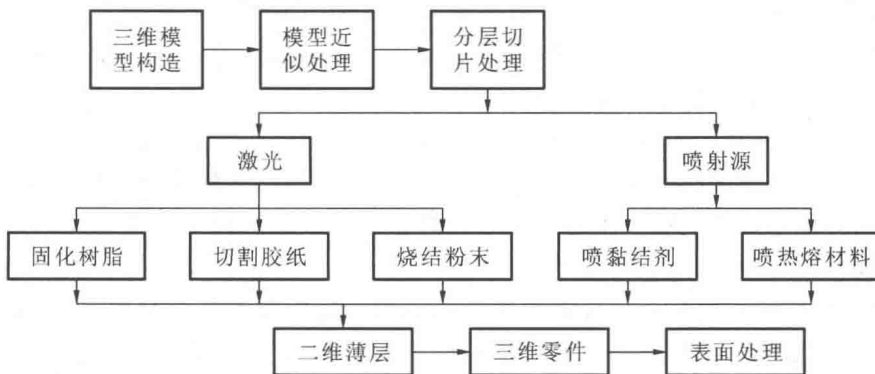 三维模
型构造
模型近
似处理
分层切
片处理
激光
喷射源
固化树脂
切割胶纸
烧结粉末
喷黏结剂
喷热熔材料
二维薄层
三维零件
表面处理